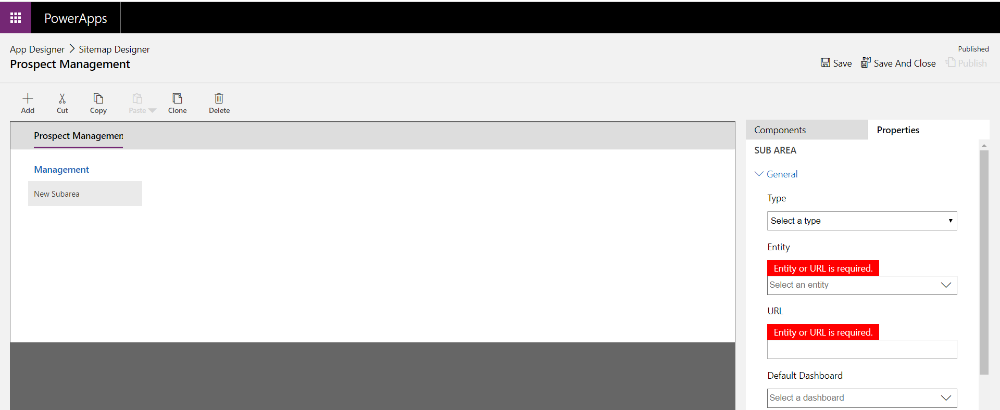 PowerApps
App Designer > Sitemap Designer
Prospect Management
Published
Save Save And Close Publish
Add Cut Copy Paste Clone Delete
Prospect Managemen
Management
New Subarea
Components Properties
SUB AREA
General
Type
Select a type
Entity
Entity or URL is required.
Select an entity
URL
Entity or URL is required.
Default Dashboard
Select a dashboard